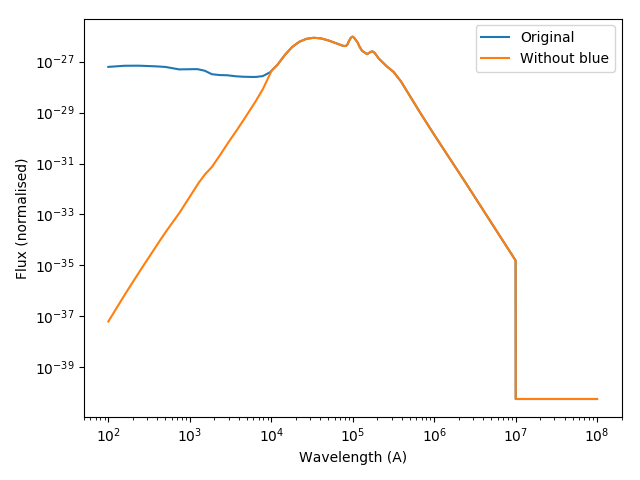 Original
Without blue
Flux (normalised)
10^-27
10^-29
10^-31
10^-33
10^-35
10^-37
10^-39
10^2 10^3 10^4 10^5 10^6 10^7 10^8
Wavelength (A)